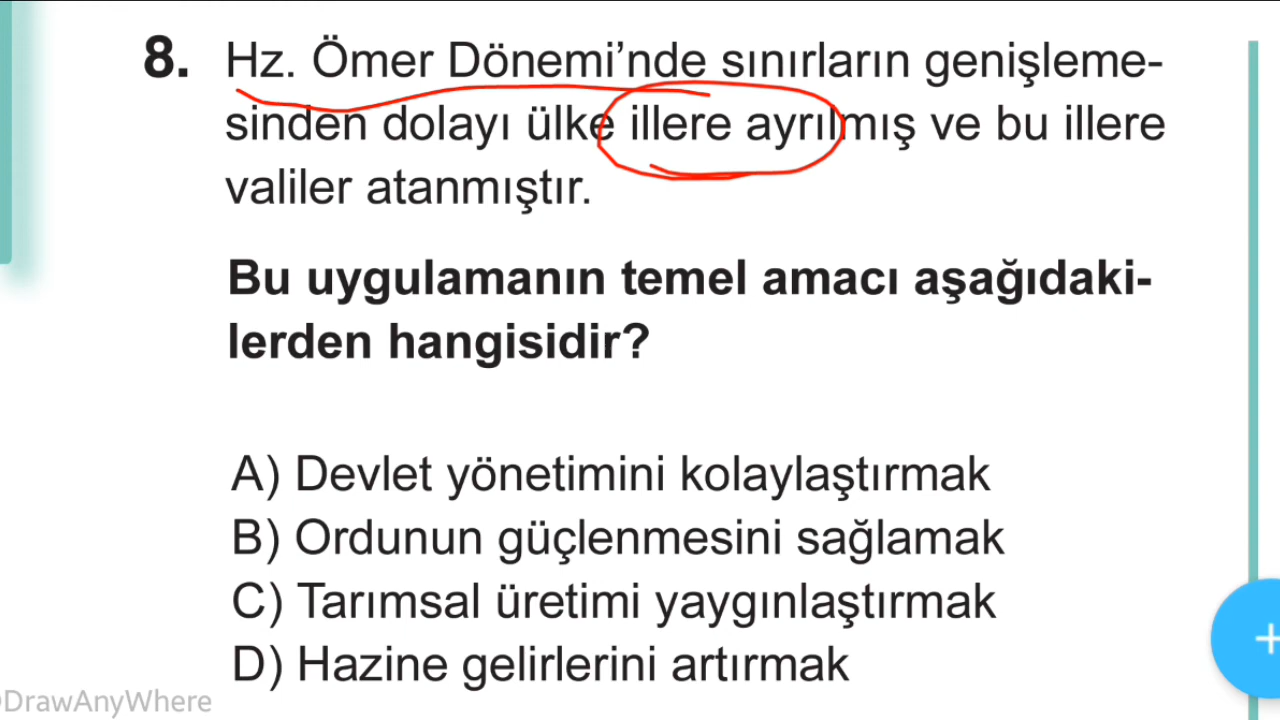 8. Hz. Ömer Dönemi’nde sınırların genişleme-
sinden dolayı ülke illere ayrılmış ve bu illere
valiler atanmıştır.
Bu uygulamanın temel amacı aşağıdaki-
lerden hangisidir?
A) Devlet yönetimini kolaylaştırmak
B) Ordunun güçlenmesini sağlamak
C) Tarımsal üretimi yaygınlaştırmak
D) Hazine gelirlerini artırmak
DrawAnyWhere
+